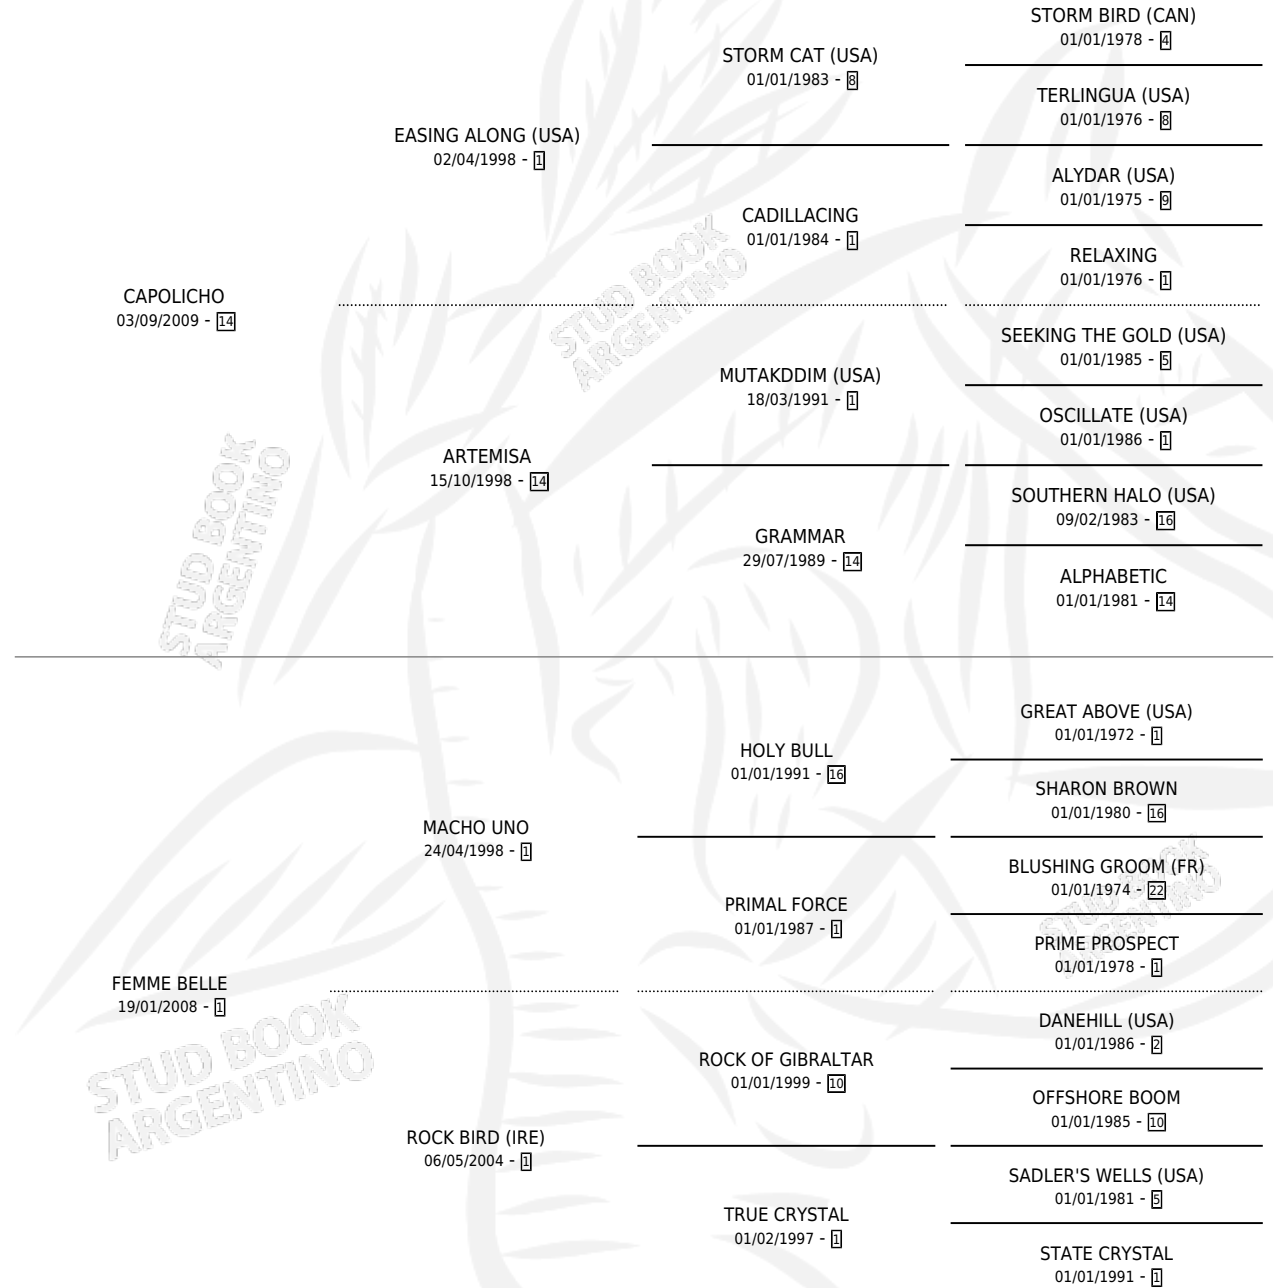 STORM BIRD (CAN)
01/01/1978 - 4
STORM CAT (USA)
01/01/1983 - 8
TERLINGUA (USA)
01/01/1976 - 8
EASING ALONG (USA)
02/04/1998 - 1
ALYDAR (USA)
01/01/1975 - 9
CADILLACING
01/01/1984 - 1
RELAXING
01/01/1976 - 1
CAPOLICHO
03/09/2009 - 14
STUD BOOK
ARGENTINO
SEEKING THE GOLD (USA)
01/01/1985 - 5
MUTAKDDIM (USA)
18/03/1991 - 1
OSCILLATE (USA)
01/01/1986 - 1
ARTEMISA
15/10/1998 - 14
SOUTHERN HALO (USA)
09/02/1983 - 16
GRAMMAR
29/07/1989 - 14
ALPHABETIC
01/01/1981 - 14
STUD BOOK
ARGENTINO
GREAT ABOVE (USA)
01/01/1972 - 1
HOLY BULL
01/01/1991 - 16
SHARON BROWN
01/01/1980 - 16
MACHO UNO
24/04/1998 - 1
BLUSHING GROOM (FR)
01/01/1974 - 22
PRIMAL FORCE
01/01/1987 - 1
PRIME PROSPECT
01/01/1978 - 1
STUD BOOK
ARGENTINO
FEMME BELLE
19/01/2008 - 1
STUD BOOK
ARGENTINO
DANEHILL (USA)
01/01/1986 - 2
ROCK OF GIBRALTAR
01/01/1999 - 10
OFFSHORE BOOM
01/01/1985 - 10
ROCK BIRD (IRE)
06/05/2004 - 1
SADLER'S WELLS (USA)
01/01/1981 - 5
TRUE CRYSTAL
01/02/1997 - 1
STATE CRYSTAL
01/01/1991 - 1